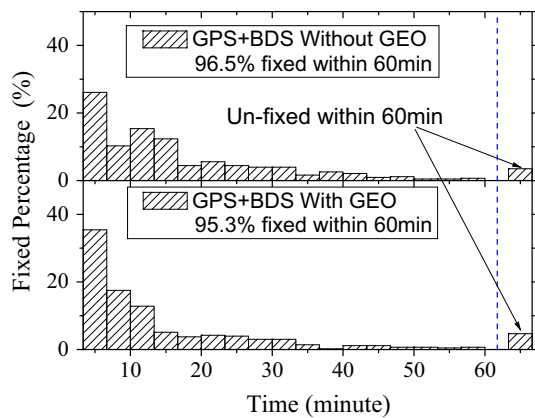 GPS+BDS Without GEO
96.5% fixed within 60min
40
20
0
Un-fixed within 60min
GPS+BDS With GEO
95.3% fixed within 60min
40
20
0
Fixed Percentage (%)
10 20 30 40 50 60
Time (minute)